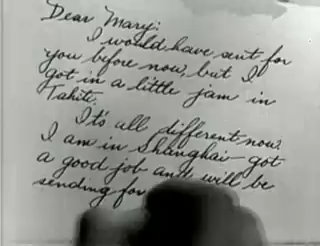 Dear Mary;
I would have sent for
you before now, but I
got in a little jam in
Tahiti.
It's all different now.
I am in Shanghai - got
a good job and will be
sending for